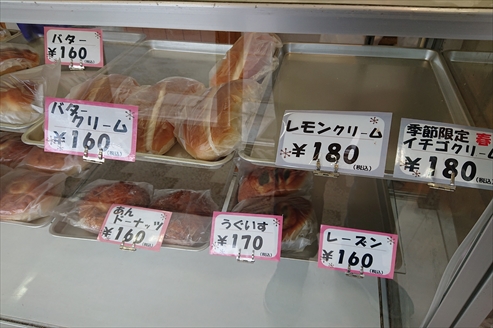 バター
¥160
(税込)
バター
クリーム
¥160
(税込)
レモンクリーム
¥180
(税込)
季節限定 春
イチゴクリーム
¥180
(税込)
あん
ドーナッツ
¥160
(税込)
うぐいす
¥170
(税込)
レーズン
¥160
(税込)